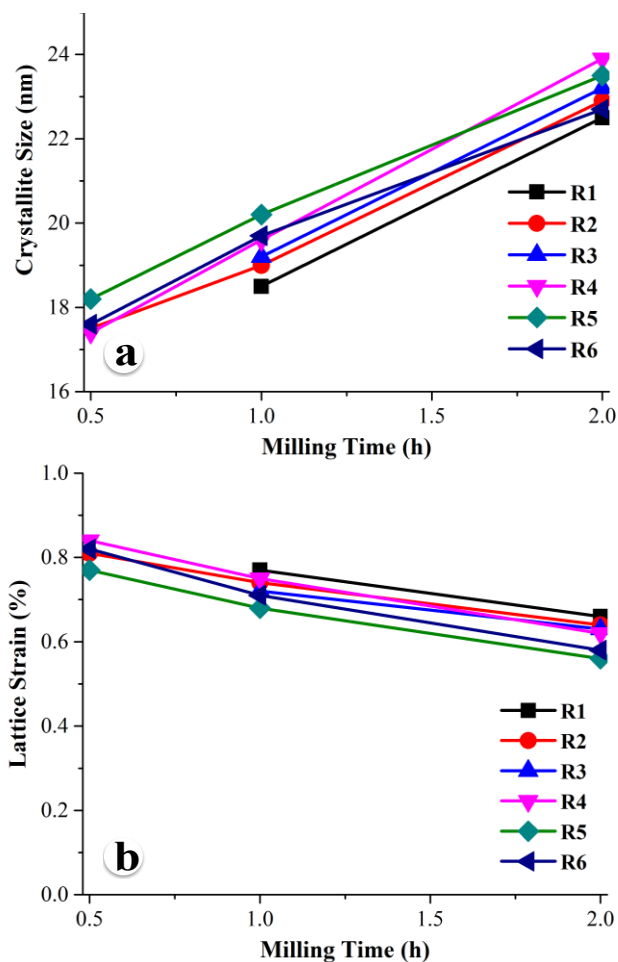 24
22
20
18
16
Crystallite Size (nm)
R1
R2
R3
R4
R5
R6
a
0.5
1.0
1.5
2.0
Milling Time (h)
1.0
0.8
0.6
0.4
0.2
0.0
Lattice Strain (%)
R1
R2
R3
R4
R5
R6
b
0.5
1.0
1.5
2.0
Milling Time (h)